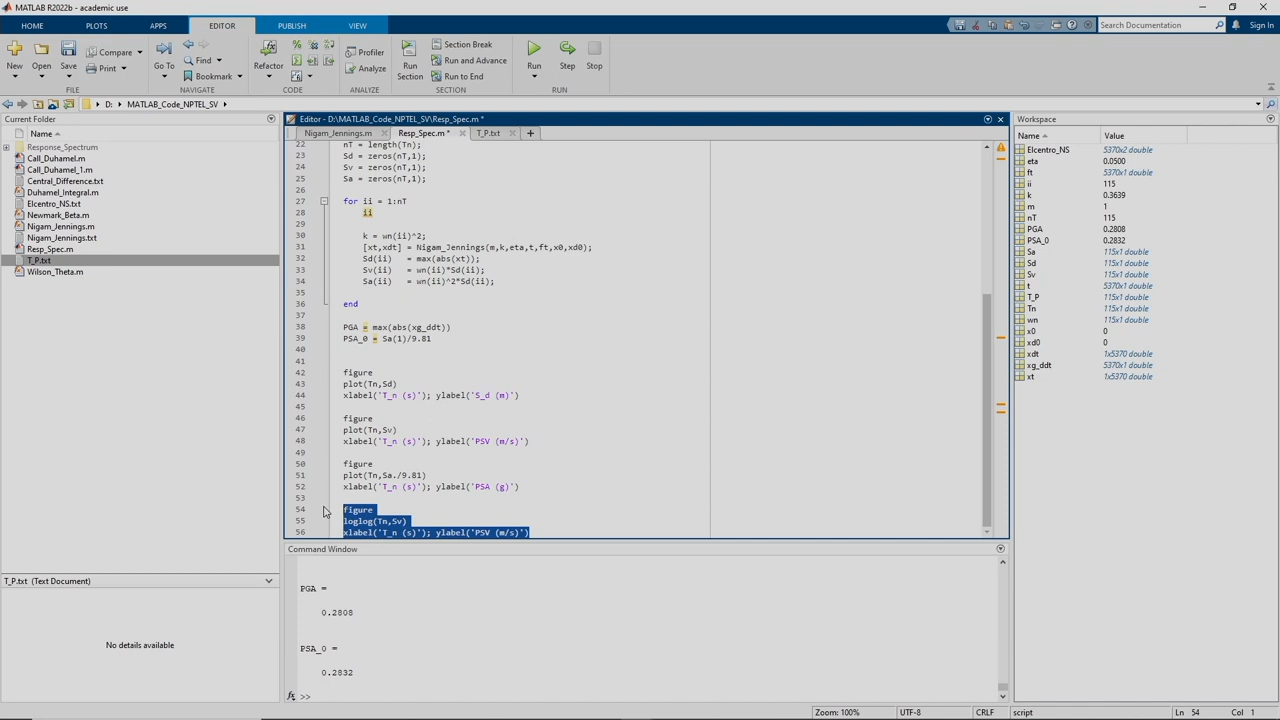 MATLAB R2022b - academic use
HOME PLOTS APPS EDITOR PUBLISH VIEW
Search Documentation
Sign In
New Open Save Compare Print
Go To Find Bookmark
Refactor
Profiler Analyze
Run Section
Section Break
Run and Advance
Run to End
Run Step Stop
FILE NAVIGATE CODE ANALYZE SECTION RUN
D: MATLAB_Code_NPTEL_SV
Current Folder
Name
Response_Spectrum
Call_Duhamel.m
Call_Duhamel_1.m
Central_Difference.txt
Duhamel_Integral.m
Elcentro_NS.txt
Newmark_Beta.m
Nigam_Jennings.m
Nigam_Jennings.txt
Resp_Spec.m
T_P.txt
Wilson_Theta.m
T_P.txt (Text Document)
No details available
Editor - D:\MATLAB_Code_NPTEL_SV\Resp_Spec.m *
Nigam_Jennings.m Resp_Spec.m * T_P.txt
22 nT = length(Tn);
23 Sd = zeros(nT,1);
24 Sv = zeros(nT,1);
25 Sa = zeros(nT,1);
26
27 for ii = 1:nT
28 ii
29
30 k = wn(ii)^2;
31 [xt,xdt] = Nigam_Jennings(m,k,eta,t,ft,x0,xd0);
32 Sd(ii) = max(abs(xt));
33 Sv(ii) = wn(ii)*Sd(ii);
34 Sa(ii) = wn(ii)^2*Sd(ii);
35
36 end
37
38 PGA = max(abs(xg_ddt))
39 PSA_0 = Sa(1)/9.81
40
41
42 figure
43 plot(Tn,Sd)
44 xlabel('T_n (s)'); ylabel('S_d (m)')
45
46 figure
47 plot(Tn,Sv)
48 xlabel('T_n (s)'); ylabel('PSV (m/s)')
49
50 figure
51 plot(Tn,Sa./9.81)
52 xlabel('T_n (s)'); ylabel('PSA (g)')
53
54 figure
55 loglog(Tn,Sv)
56 xlabel('T_n (s)'); ylabel('PSV (m/s)')
Command Window
PGA =
0.2808
PSA_0 =
0.2832
fx >>
Workspace
Name Value
Elcentro_NS 5370x2 double
eta 0.0500
ft 5370x1 double
ii 115
k 0.3639
m 1
nT 115
PGA 0.2808
PSA_0 0.2832
Sa 115x1 double
Sd 115x1 double
Sv 115x1 double
t 5370x1 double
T_P 115x1 double
Tn 115x1 double
wn 115x1 double
x0 0
xd0 0
xdt 1x5370 double
xg_ddt 5370x1 double
xt 1x5370 double
Zoom: 100% UTF-8 CRLF script Ln 54 Col 1